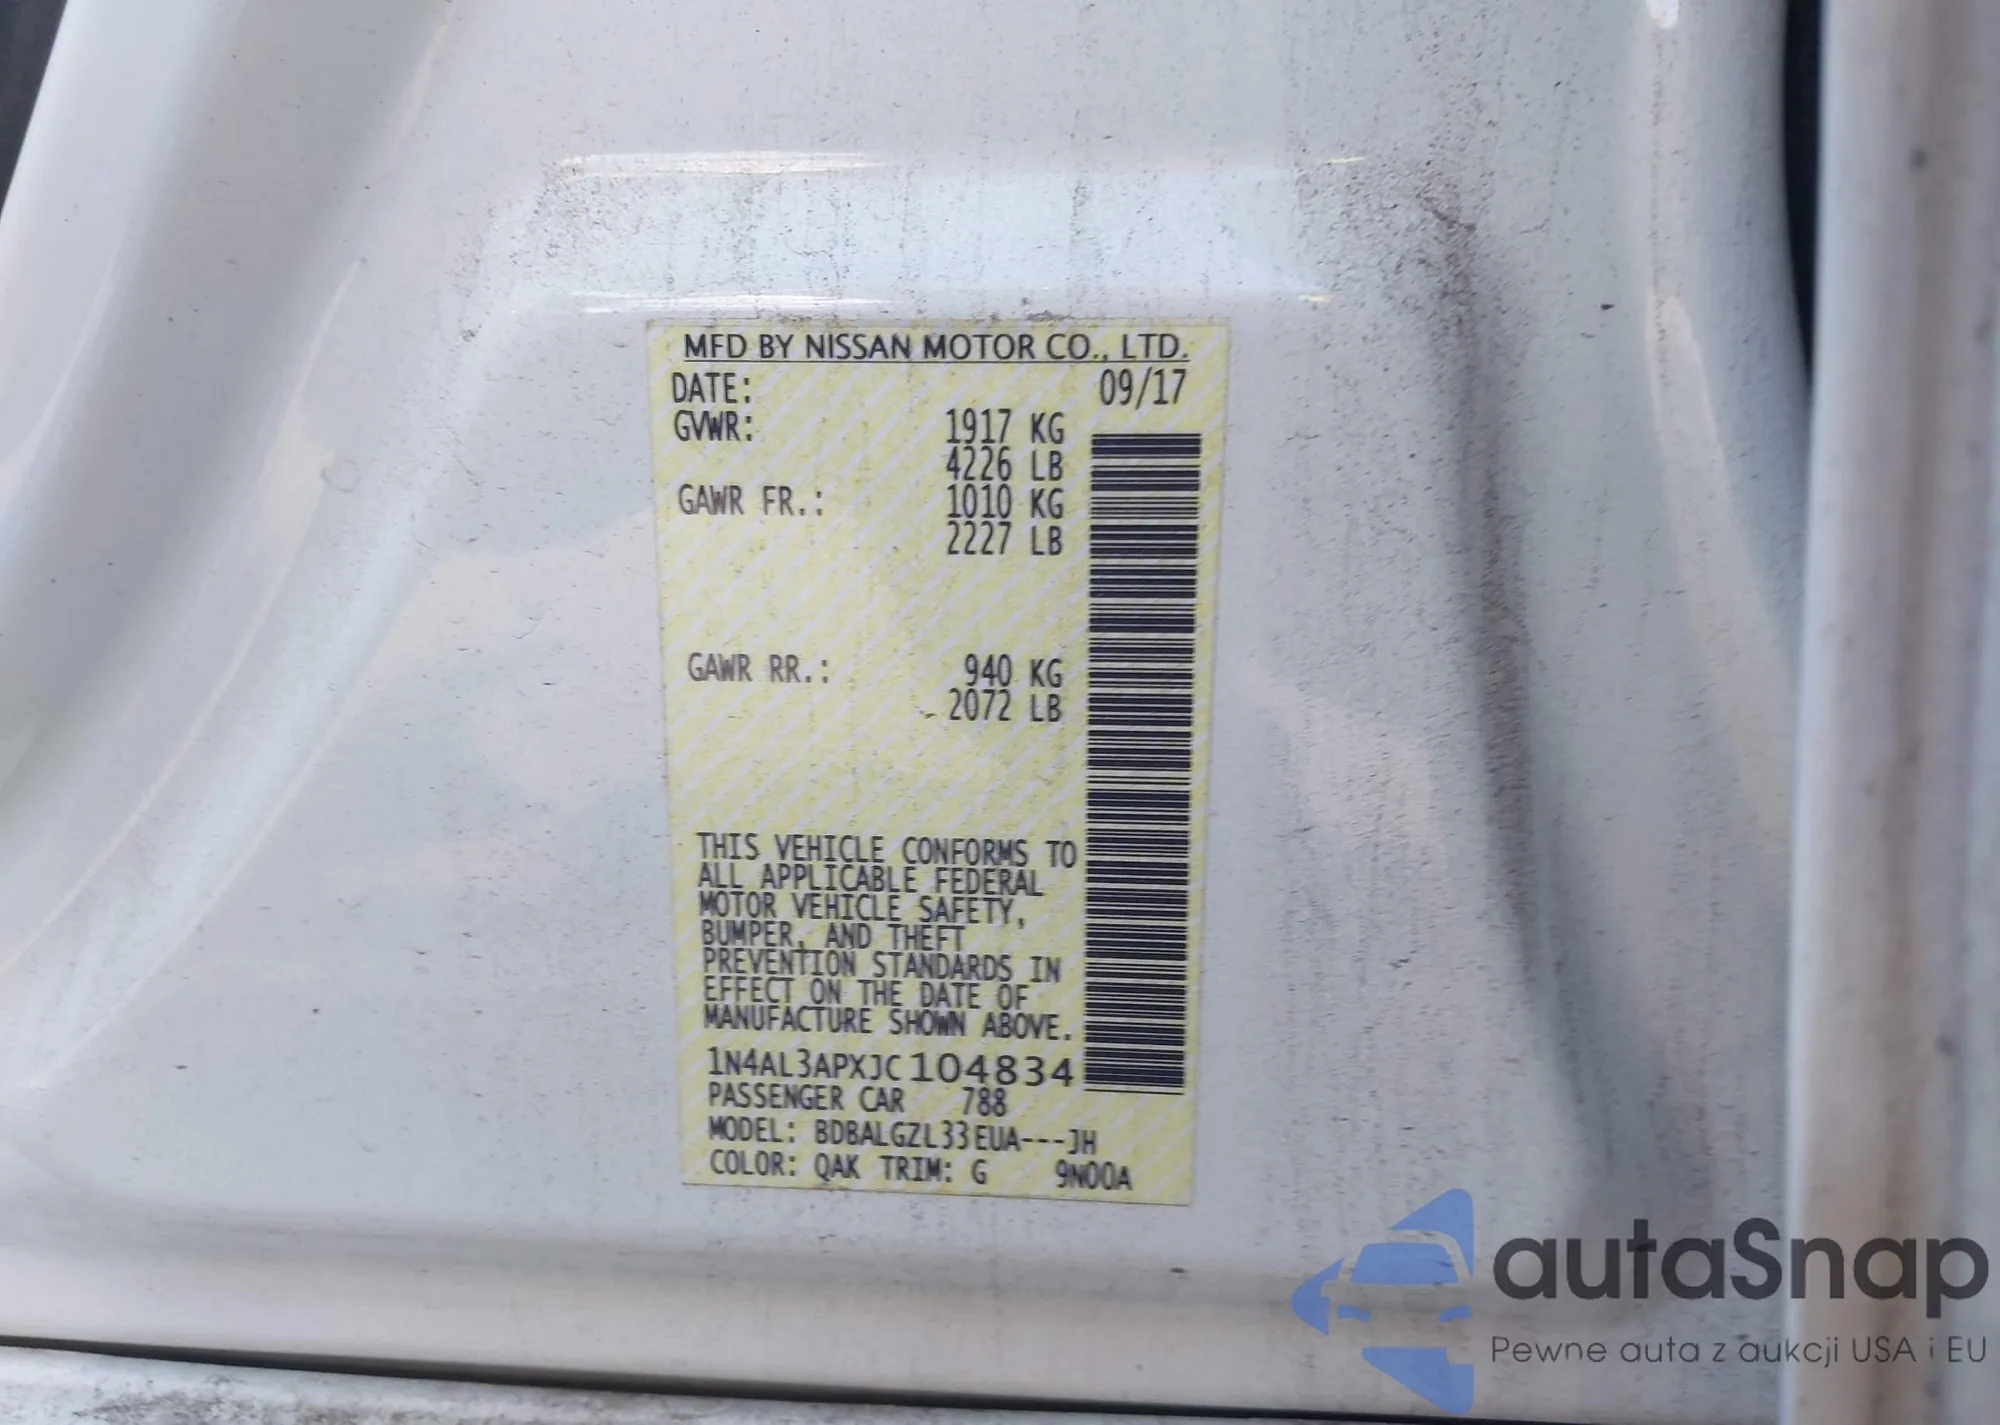 MFD BY NISSAN MOTOR CO., LTD.
DATE: 09/17
GVWR: 1917 KG
4226 LB
GAWR FR.: 1010 KG
2227 LB
GAWR RR.: 940 KG
2072 LB
THIS VEHICLE CONFORMS TO
ALL APPLICABLE FEDERAL
MOTOR VEHICLE SAFETY,
BUMPER, AND THEFT
PREVENTION STANDARDS IN
EFFECT ON THE DATE OF
MANUFACTURE SHOWN ABOVE.
1N4AL3APXJC104834
PASSENGER CAR 788
MODEL: BDBALGZL33EUA---JH
COLOR: QAK TRIM: G 9N00A
autaSnap
Pewne auta z aukcji USA i EU